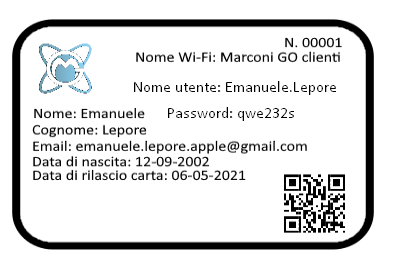 N. 00001
Nome Wi-Fi: Marconi GO clienti
Nome utente: Emanuele.Lepore
Nome: Emanuele Password: qwe232s
Cognome: Lepore
Email: emanuele.lepore.apple@gmail.com
Data di nascita: 12-09-2002
Data di rilascio carta: 06-05-2021